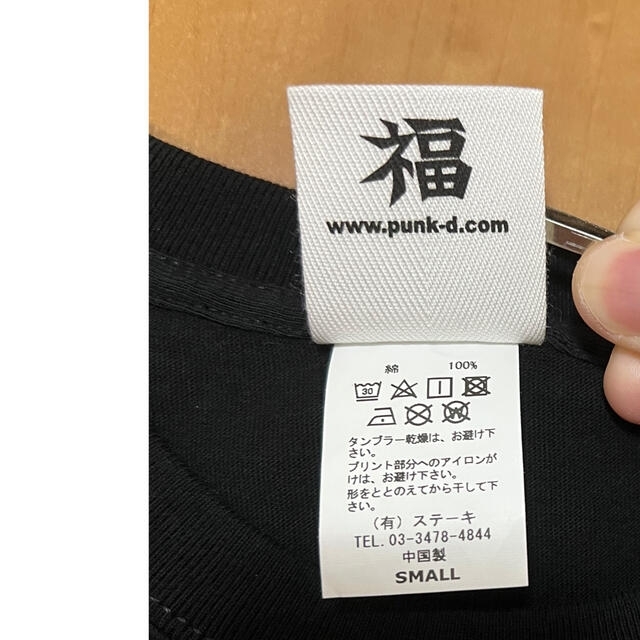 福
www.punk-d.com
綿 100%
30
W
タンブラー乾燥は、お避け下
さい。
プリント部分へのアイロンが
けは、お避け下さい。
形をととのえてから干して下
さい。
(有) ステーキ
TEL. 03-3478-4844
中国製
SMALL